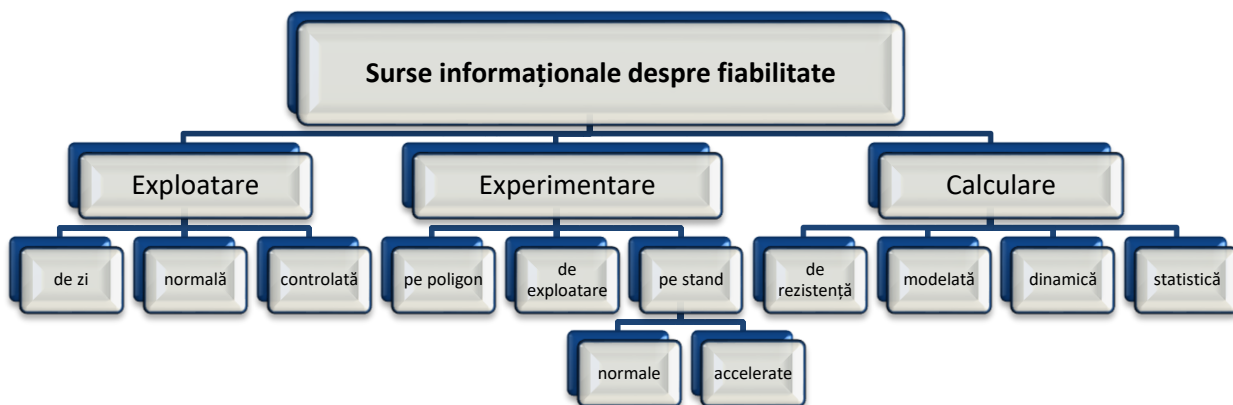 Surse informaționale despre fiabilitate
Exploatare
Experimentare
Calculare
de zi
normală
controlată
pe poligon
de
exploatare
pe stand
de
rezistență
modelată
dinamică
statistică
normale
accelerate